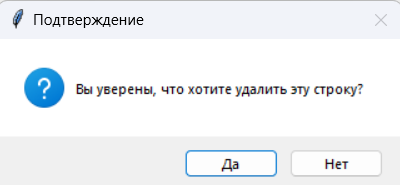 Подтверждение
Вы уверены, что хотите удалить эту строку?
Да
Нет